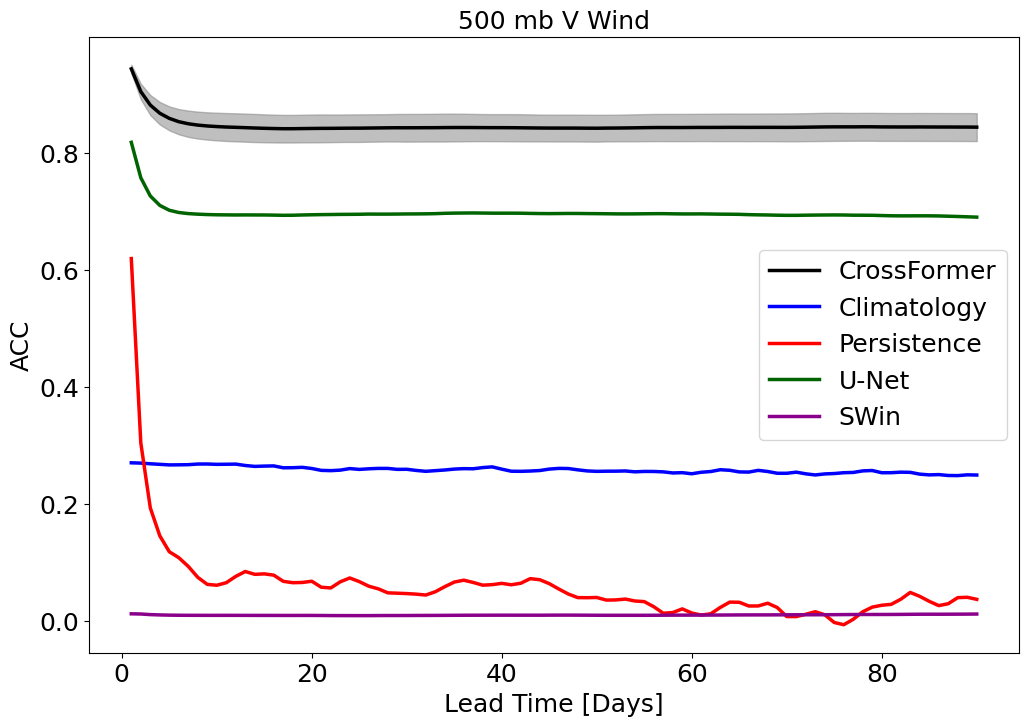 500 mb V Wind
ACC
0.8
0.6
0.4
0.2
0.0
CrossFormer
Climatology
Persistence
U-Net
SWin
0 20 40 60 80
Lead Time [Days]